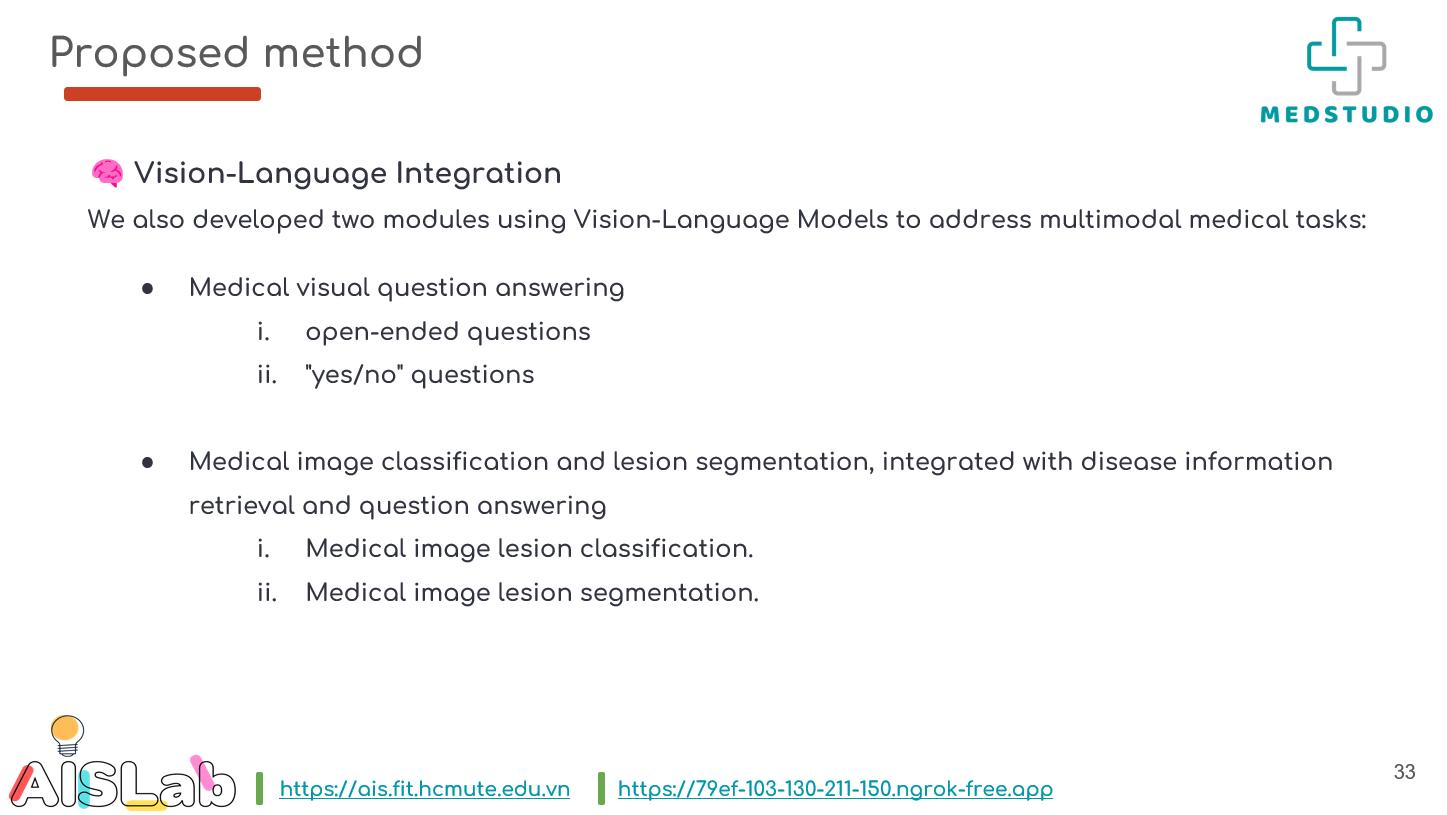 Proposed method
MEDSTUDIO
🧠 Vision-Language Integration
We also developed two modules using Vision-Language Models to address multimodal medical tasks:
● Medical visual question answering
i. open-ended questions
ii. "yes/no" questions
● Medical image classification and lesion segmentation, integrated with disease information
retrieval and question answering
i. Medical image lesion classification.
ii. Medical image lesion segmentation.
AISLab
https://ais.fit.hcmute.edu.vn
https://79ef-103-130-211-150.ngrok-free.app
33